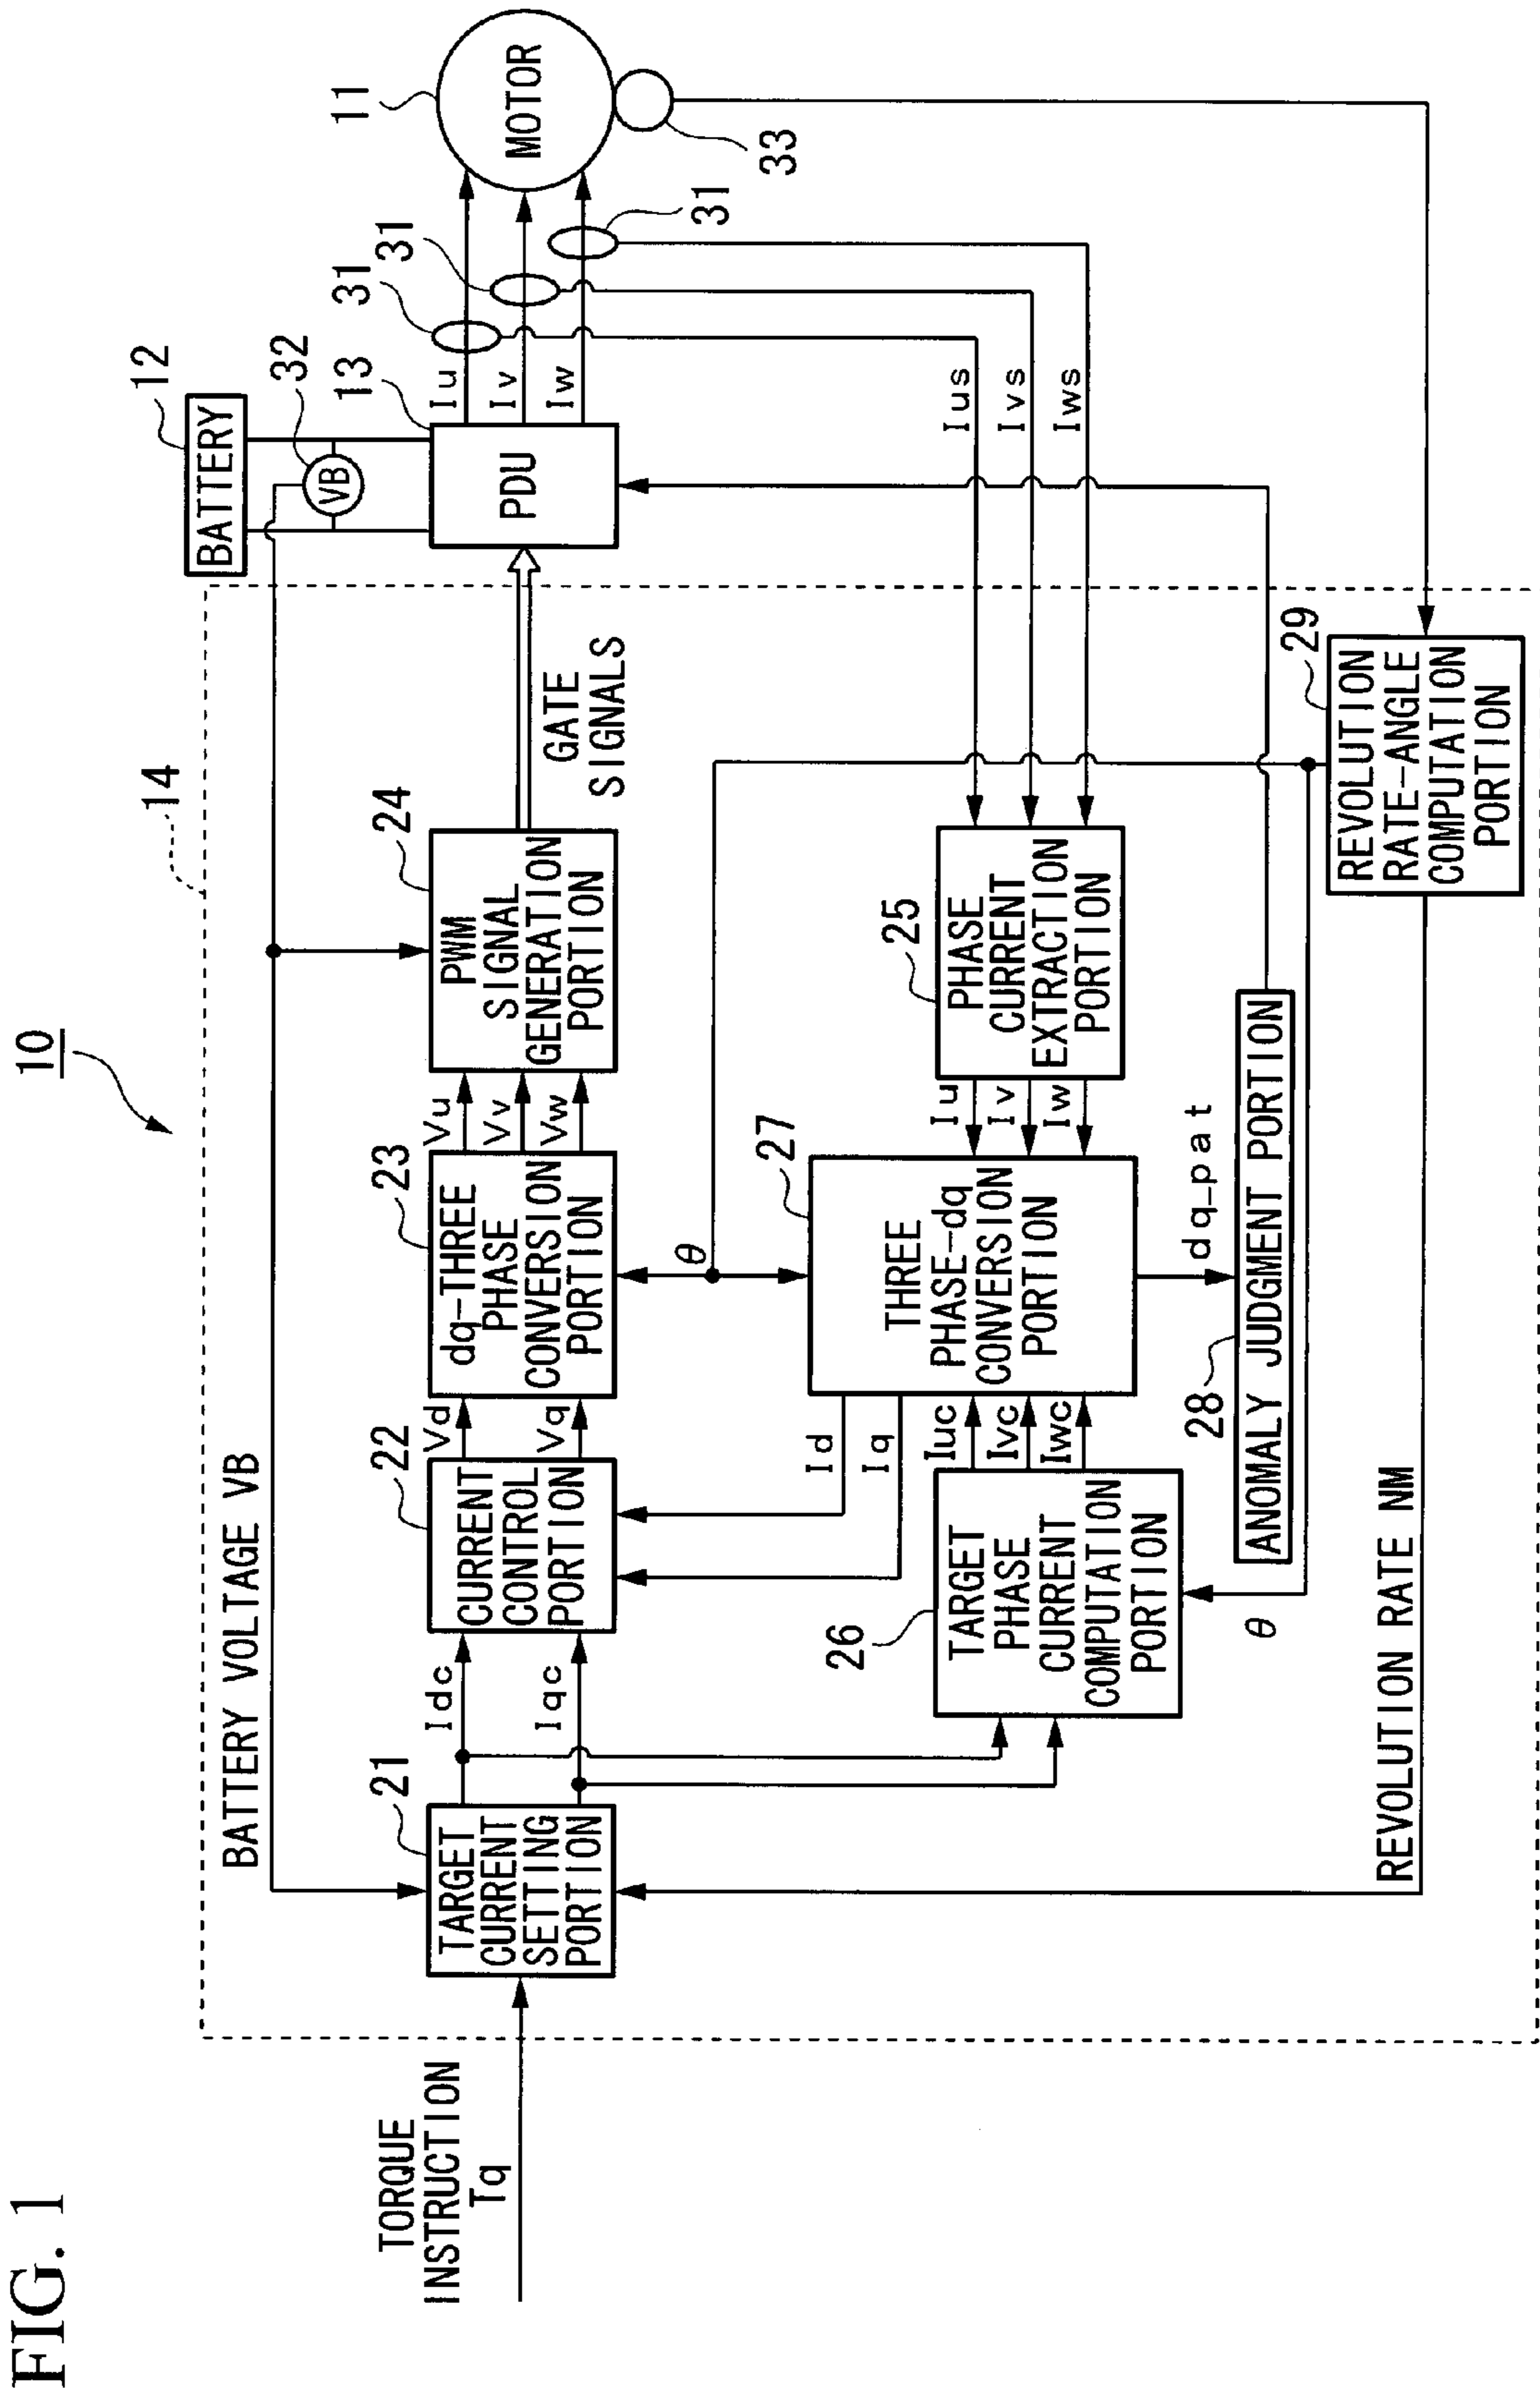 FIG. 1
10
14
BATTERY VOLTAGE VB
12
BATTERY
32
VB
TORQUE
INSTRUCTION
Tq
21
TARGET
CURRENT
SETTING
PORTION
Idc
Iqc
22
CURRENT
CONTROL
PORTION
Vd
Vq
23
dq-THREE
PHASE
CONVERSION
PORTION
Vu
Vv
Vw
24
PWM
SIGNAL
GENERATION
PORTION
GATE
SIGNALS
13
PDU
Iu
Iv
Iw
31
31
31
11
MOTOR
33
θ
Id
Iq
27
THREE
PHASE-dq
CONVERSION
PORTION
26
TARGET
PHASE
CURRENT
COMPUTATION
PORTION
Iuc
Ivc
Iwc
Iu
Iv
Iw
25
PHASE
CURRENT
EXTRACTION
PORTION
Ius
Ivs
Iws
dq_pat
28
ANOMALY JUDGMENT PORTION
θ
29
REVOLUTION
RATE-ANGLE
COMPUTATION
PORTION
REVOLUTION RATE NM